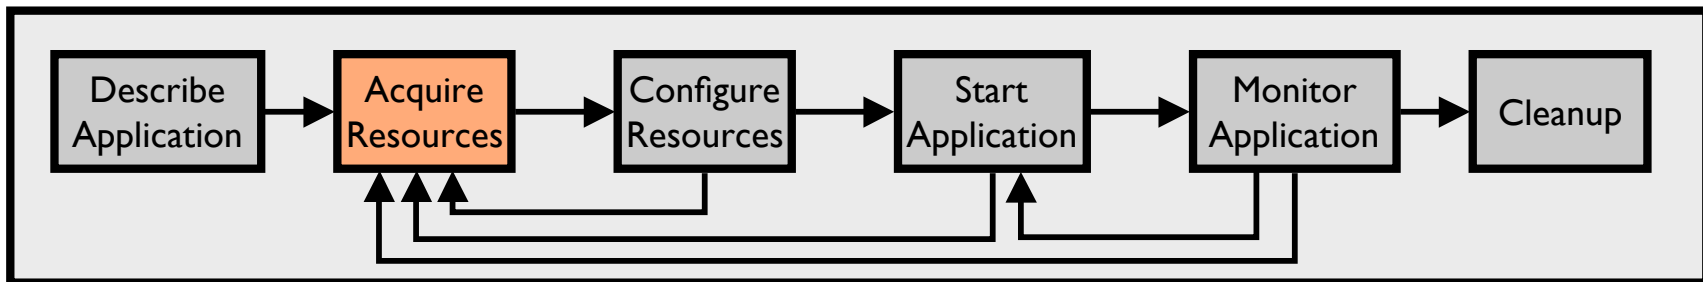 Describe
Application
Acquire
Resources
Configure
Resources
Start
Application
Monitor
Application
Cleanup